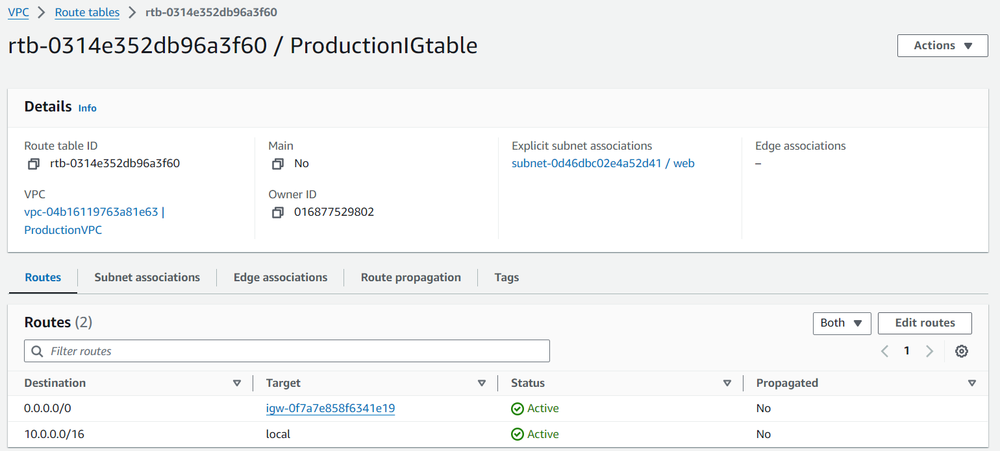 VPC > Route tables > rtb-0314e352db96a3f60
rtb-0314e352db96a3f60 / ProductionIGtable
Actions
Details Info
Route table ID
rtb-0314e352db96a3f60
Main
No
Explicit subnet associations
subnet-0d46dbc02e4a52d41 / web
Edge associations
–
VPC
vpc-04b16119763a81e63 |
ProductionVPC
Owner ID
016877529802
Routes Subnet associations Edge associations Route propagation Tags
Routes (2)
Both Edit routes
Filter routes
1
Destination Target Status Propagated
0.0.0.0/0 igw-0f7a7e858f6341e19 Active No
10.0.0.0/16 local Active No